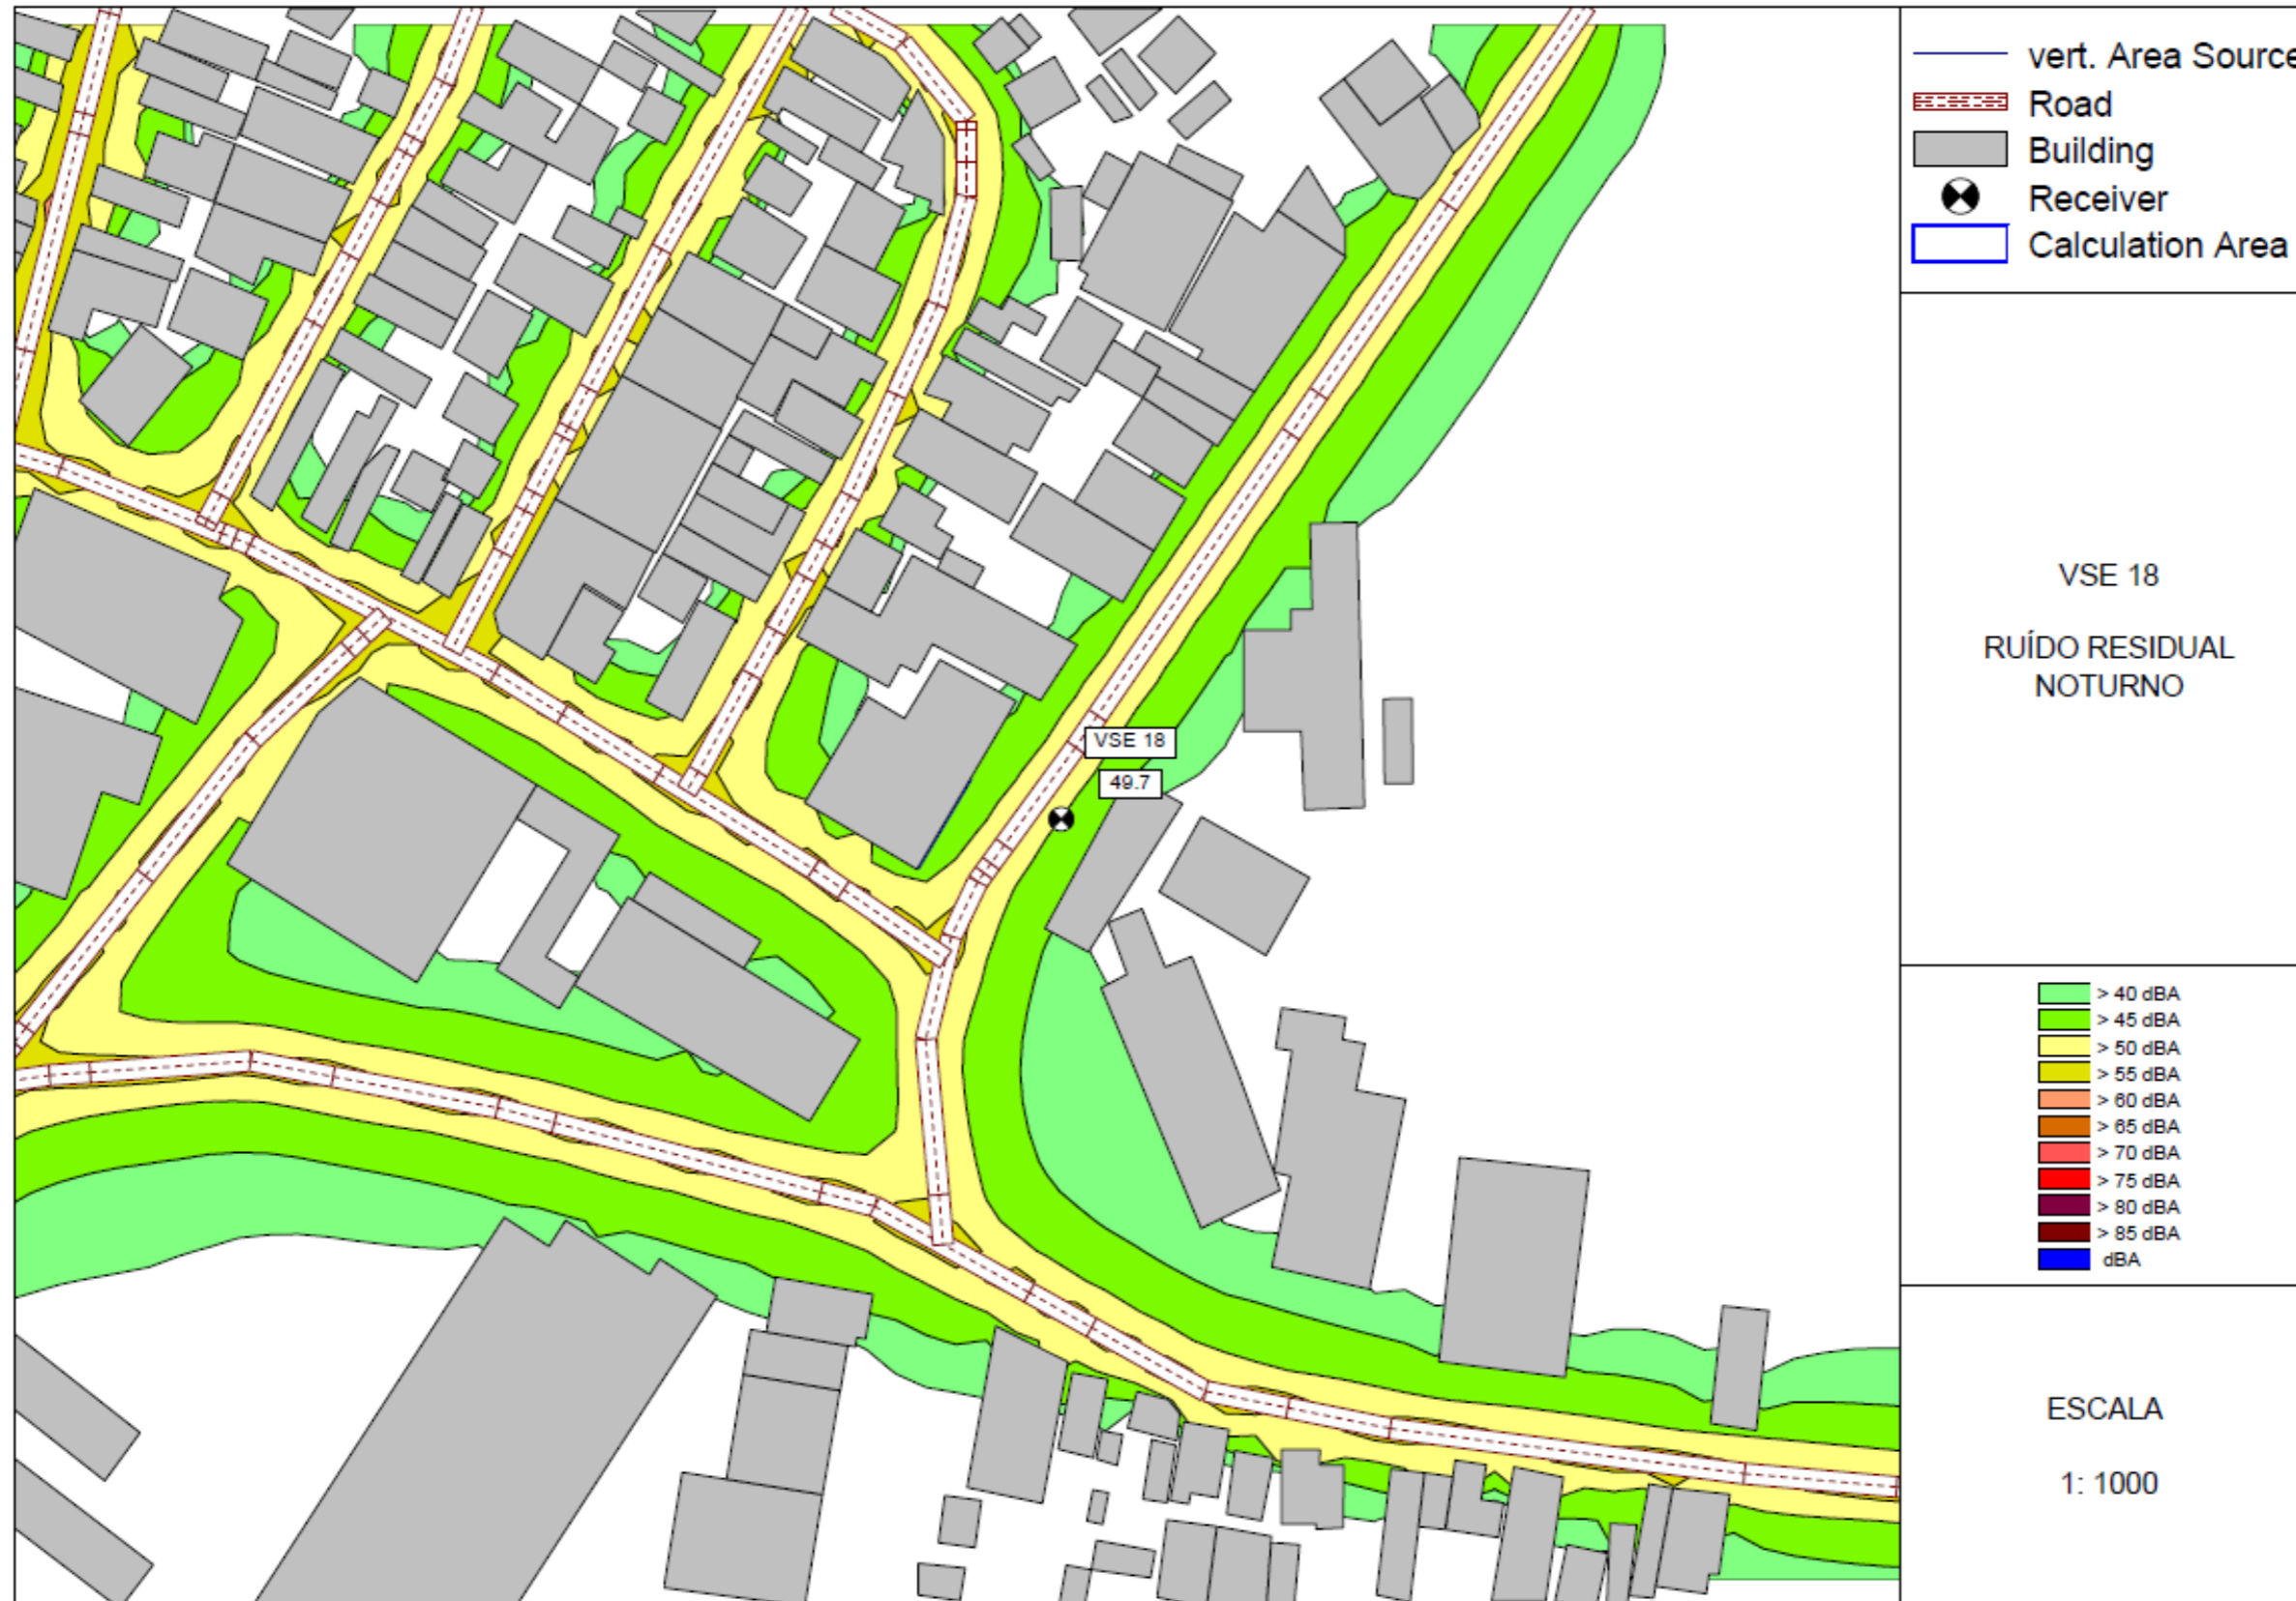 vert. Area Source
Road
Building
Receiver
Calculation Area
VSE 18
RUÍDO RESIDUAL
NOTURNO
VSE 18
49.7
> 40 dBA
> 45 dBA
> 50 dBA
> 55 dBA
> 60 dBA
> 65 dBA
> 70 dBA
> 75 dBA
> 80 dBA
> 85 dBA
dBA
ESCALA
1: 1000